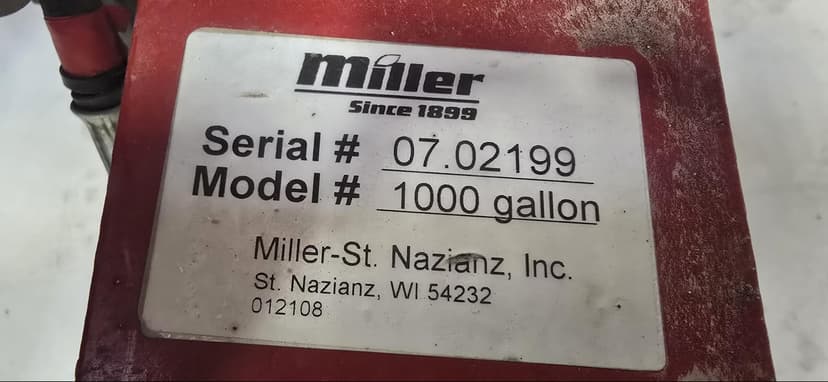 miller
Since 1899
Serial # 07.02199
Model # 1000 gallon
Miller-St. Nazianz, Inc.
St. Nazianz, WI 54232
012108